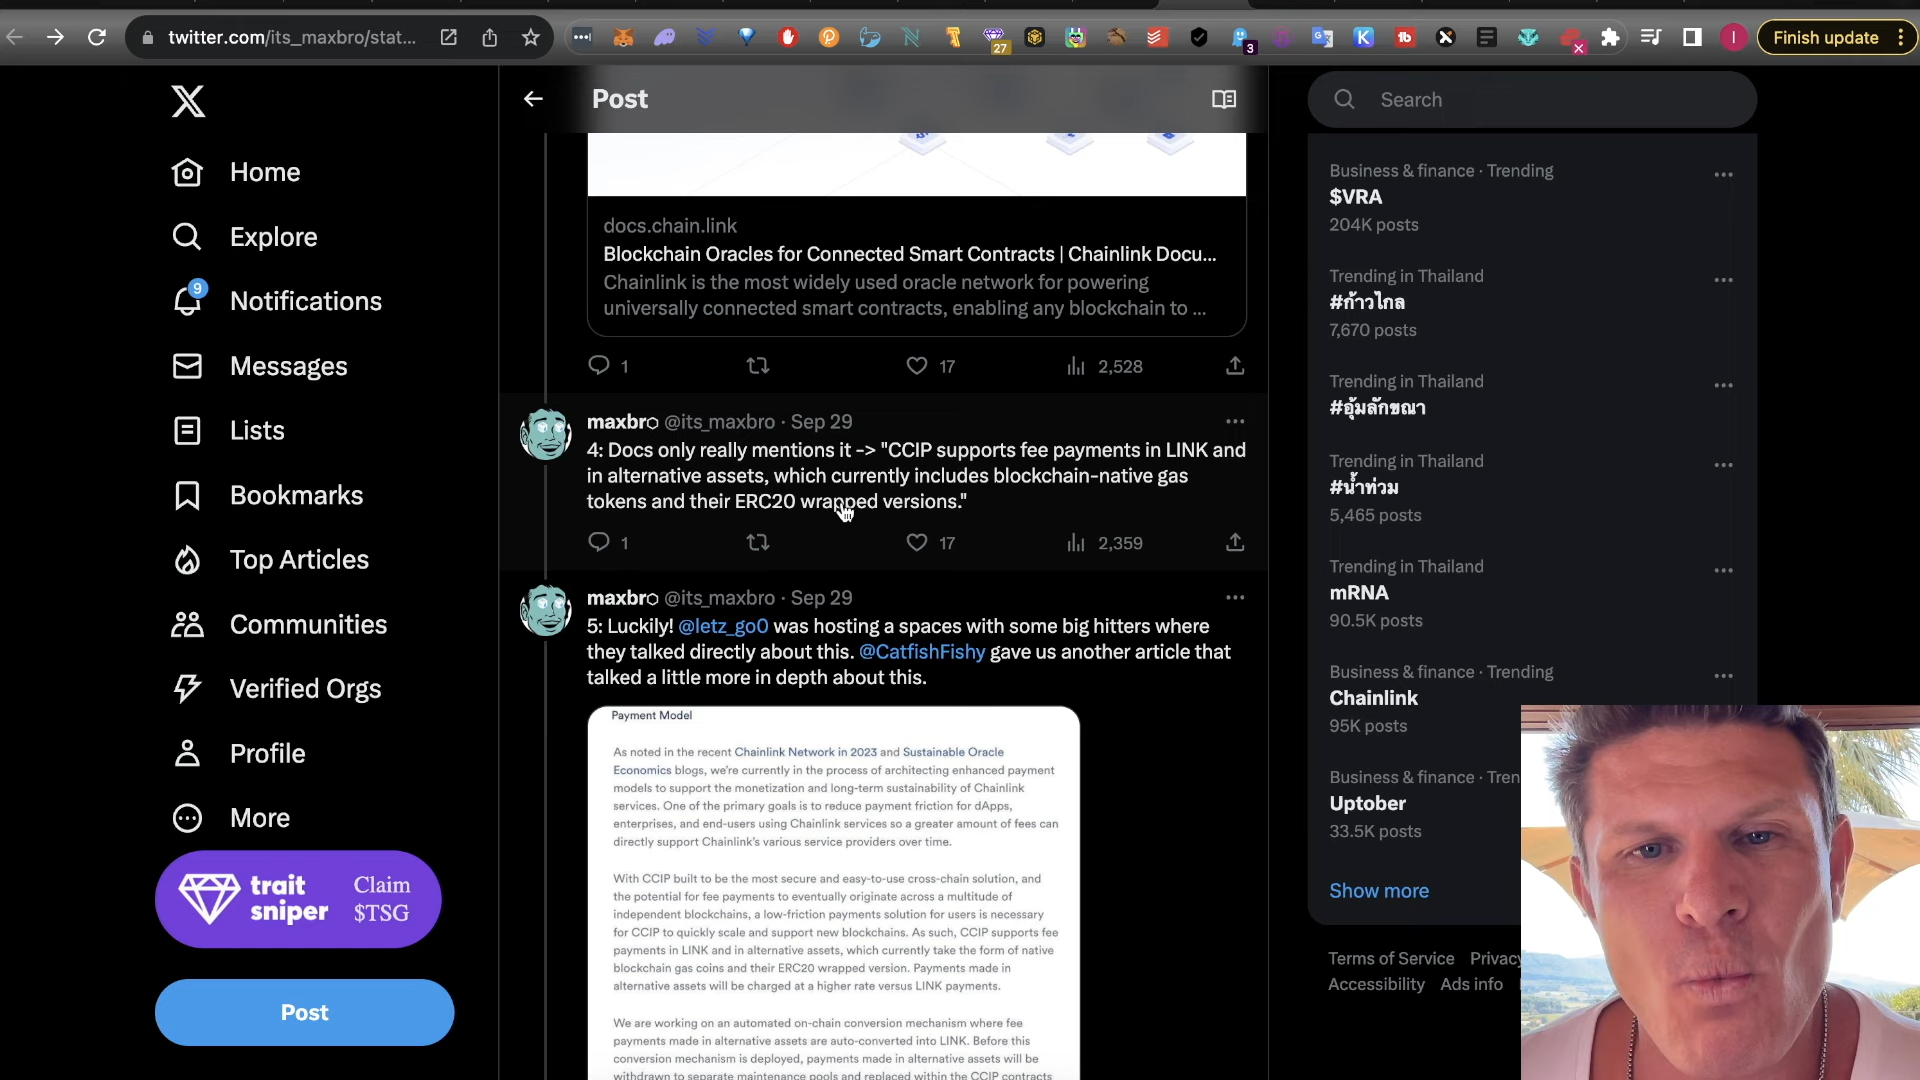 twitter.com/its_maxbro/stat...
27
3
Finish update
Home
Explore
9
Notifications
Messages
Lists
Bookmarks
Top Articles
Communities
Verified Orgs
Profile
More
trait sniper
Claim $TSG
Post
Post
docs.chain.link
Blockchain Oracles for Connected Smart Contracts | Chainlink Docu...
Chainlink is the most widely used oracle network for powering
universally connected smart contracts, enabling any blockchain to ...
1 17 2,528
maxbro @its_maxbro · Sep 29
4: Docs only really mentions it -> "CCIP supports fee payments in LINK and
in alternative assets, which currently includes blockchain-native gas
tokens and their ERC20 wrapped versions."
1 17 2,359
maxbro @its_maxbro · Sep 29
5: Luckily! @letz_go0 was hosting a spaces with some big hitters where
they talked directly about this. @CatfishFishy gave us another article that
talked a little more in depth about this.
Payment Model
As noted in the recent Chainlink Network in 2023 and Sustainable Oracle
Economics blogs, we're currently in the process of architecting enhanced payment
models to support the monetization and long-term sustainability of Chainlink
services. One of the primary goals is to reduce payment friction for dApps,
enterprises, and end-users using Chainlink services so a greater amount of fees can
directly support Chainlink's various service providers over time.
With CCIP built to be the most secure and easy-to-use cross-chain solution, and
the potential for fee payments to eventually originate across a multitude of
independent blockchains, a low-friction payments solution for users is necessary
for CCIP to quickly scale and support new blockchains. As such, CCIP supports fee
payments in LINK and in alternative assets, which currently take the form of native
blockchain gas coins and their ERC20 wrapped version. Payments made in
alternative assets will be charged at a higher rate versus LINK payments.
We are working on an automated on-chain conversion mechanism where fee
payments made in alternative assets are auto-converted into LINK. Before this
conversion mechanism is deployed, payments made in alternative assets will be
withdrawn to separate maintenance pools and replaced within the CCIP contracts
Search
Business & finance · Trending
$VRA
204K posts
Trending in Thailand
#ก้าวไกล
7,670 posts
Trending in Thailand
#อุ้มลักขณา
Trending in Thailand
#น้ำท่วม
5,465 posts
Trending in Thailand
mRNA
90.5K posts
Business & finance · Trending
Chainlink
95K posts
Business & finance · Tren
Uptober
33.5K posts
Show more
Terms of Service Privacy
Accessibility Ads info